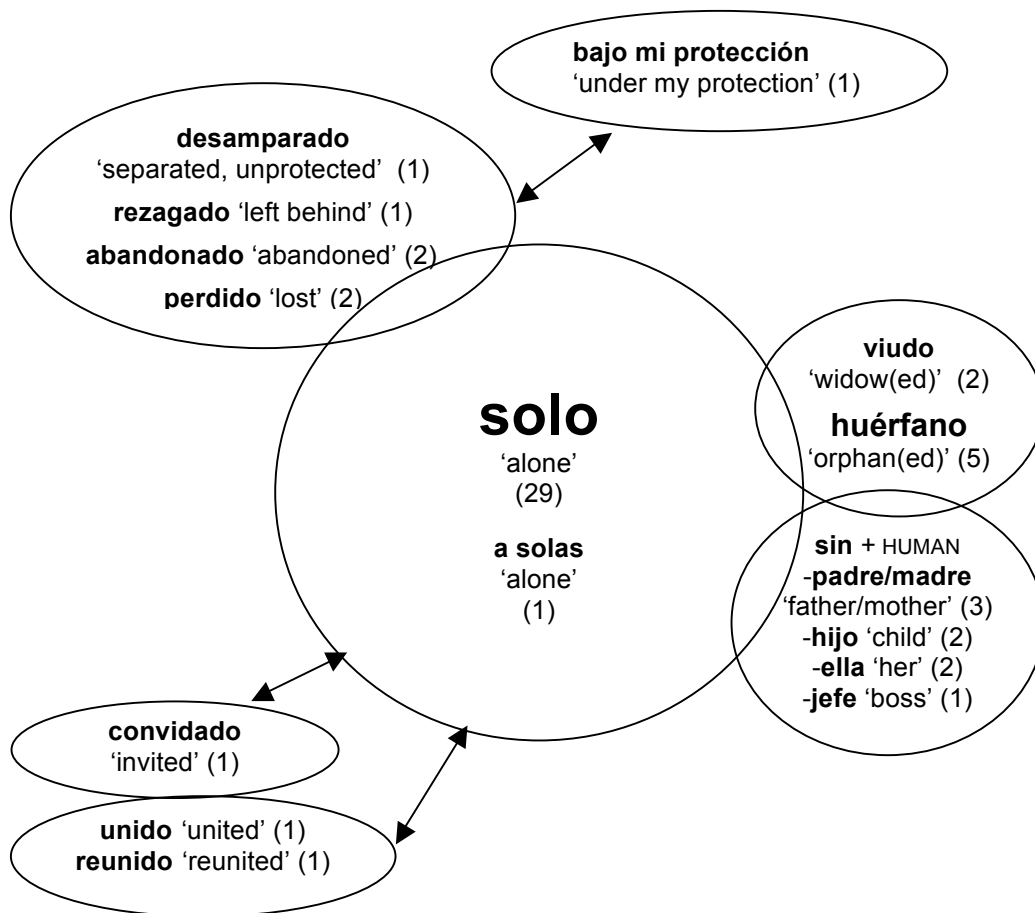 bajo mi protección
‘under my protection’ (1)
desamparado
‘separated, unprotected’ (1)
rezagado ‘left behind’ (1)
abandonado ‘abandoned’ (2)
perdido ‘lost’ (2)
solo
‘alone’
(29)
a solas
‘alone’
(1)
viudo
‘widow(ed)’ (2)
huérfano
‘orphan(ed)’ (5)
sin + HUMAN
-padre/madre
‘father/mother’ (3)
-hijo ‘child’ (2)
-ella ‘her’ (2)
-jefe ‘boss’ (1)
convidado
‘invited’ (1)
unido ‘united’ (1)
reunido ‘reunited’ (1)